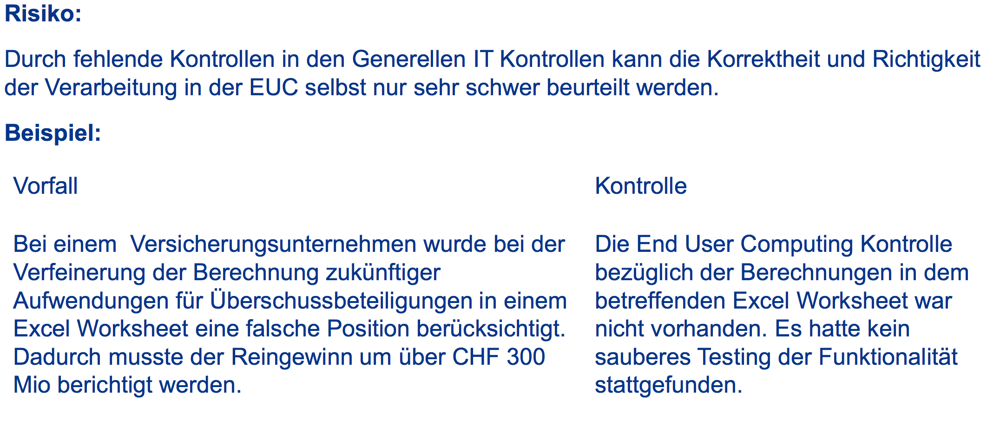 Risiko:
Durch fehlende Kontrollen in den Generellen IT Kontrollen kann die Korrektheit und Richtigkeit
der Verarbeitung in der EUC selbst nur sehr schwer beurteilt werden.
Beispiel:
Vorfall
Bei einem  Versicherungsunternehmen wurde bei der
Verfeinerung der Berechnung zukünftiger
Aufwendungen für Überschussbeteiligungen in einem
Excel Worksheet eine falsche Position berücksichtigt.
Dadurch musste der Reingewinn um über CHF 300
Mio berichtigt werden.
Kontrolle
Die End User Computing Kontrolle
bezüglich der Berechnungen in dem
betreffenden Excel Worksheet war
nicht vorhanden. Es hatte kein
sauberes Testing der Funktionalität
stattgefunden.